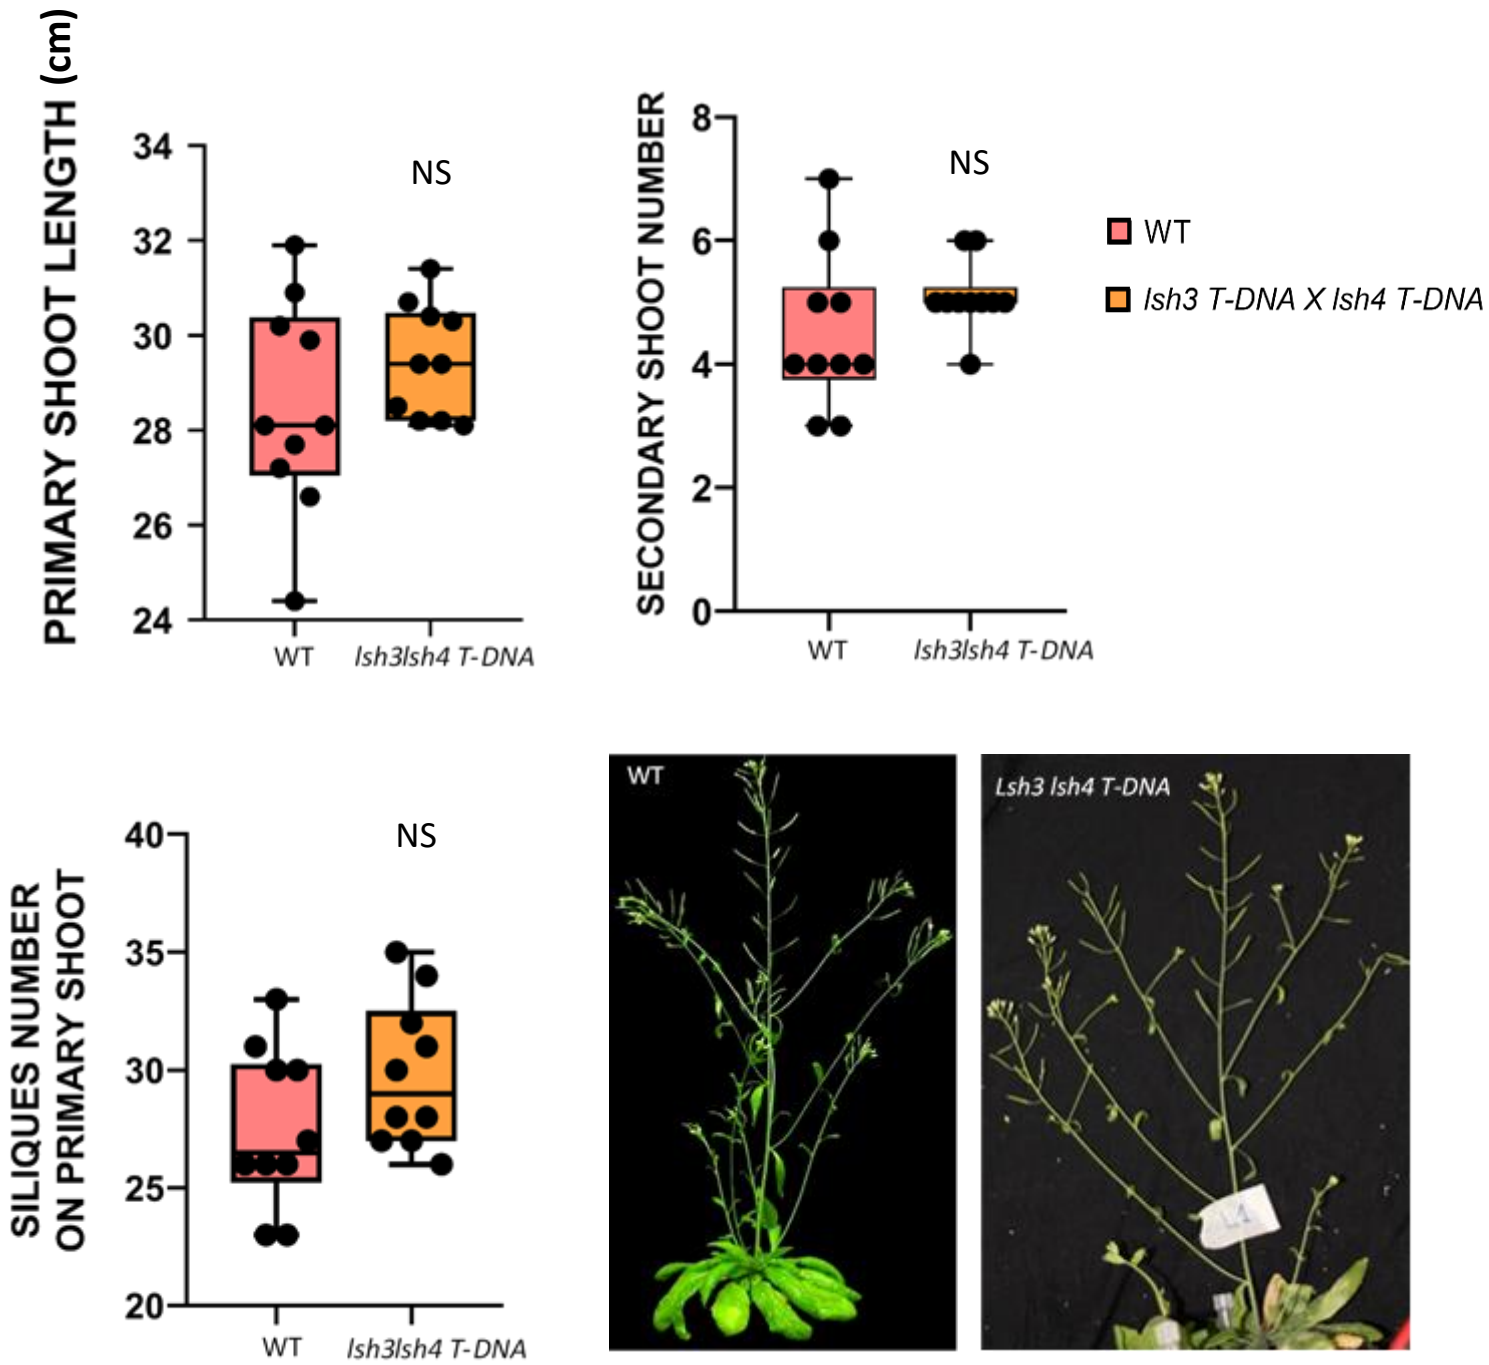 PRIMARY SHOOT LENGTH (cm)
34
32
30
28
26
24
NS
WT
lsh3lsh4 T-DNA
SECONDARY SHOOT NUMBER
8
6
4
2
0
NS
WT
lsh3lsh4 T-DNA
WT
lsh3 T-DNA X lsh4 T-DNA
SILIQUES NUMBER
ON PRIMARY SHOOT
40
35
30
25
20
NS
WT
lsh3lsh4 T-DNA
WT
Lsh3 lsh4 T-DNA